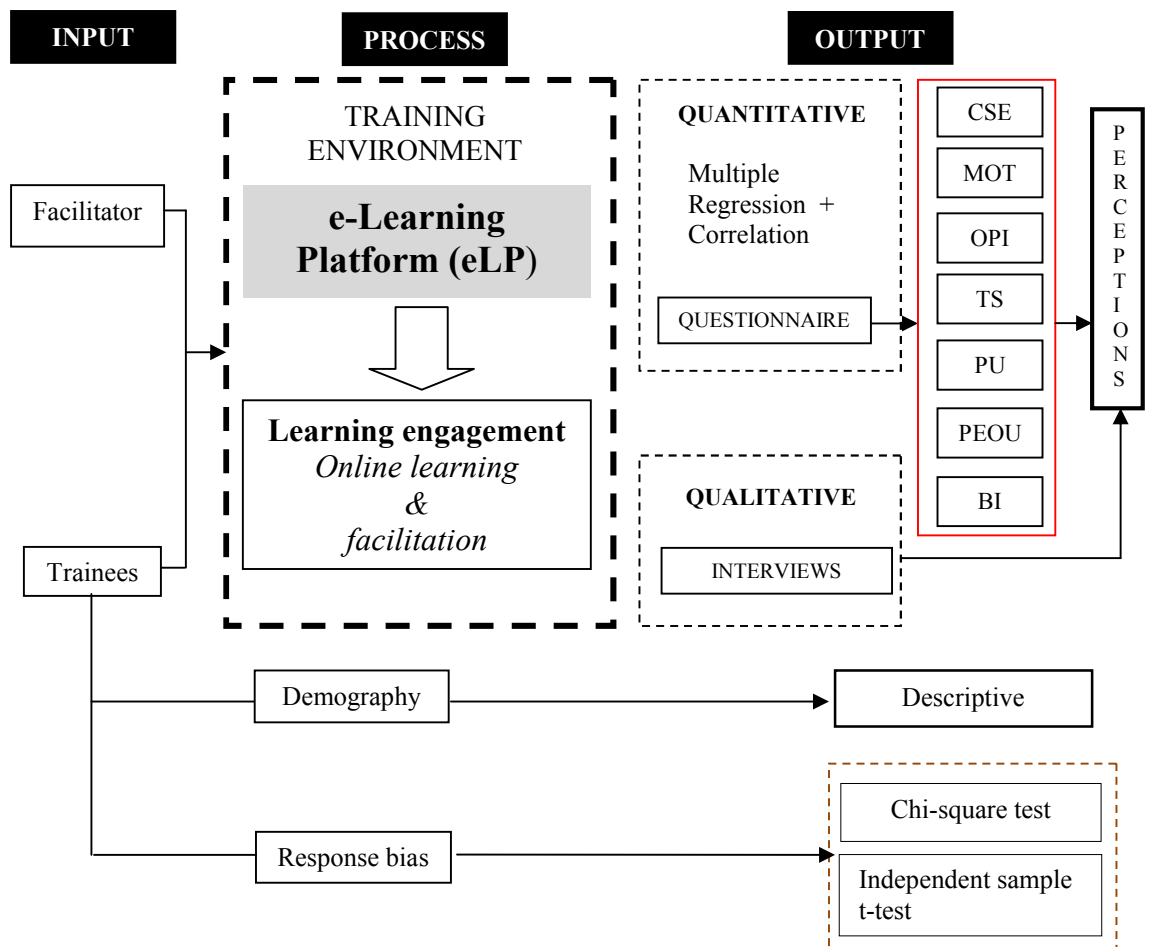 INPUT
PROCESS
OUTPUT
Facilitator
Trainees
TRAINING
ENVIRONMENT
e-Learning
Platform (eLP)
Learning engagement
Online learning
&
facilitation
QUANTITATIVE
Multiple
Regression +
Correlation
QUESTIONNAIRE
QUALITATIVE
INTERVIEWS
CSE
MOT
OPI
TS
PU
PEOU
BI
PERCEPTIONS
Demography
Descriptive
Response bias
Chi-square test
Independent sample
t-test